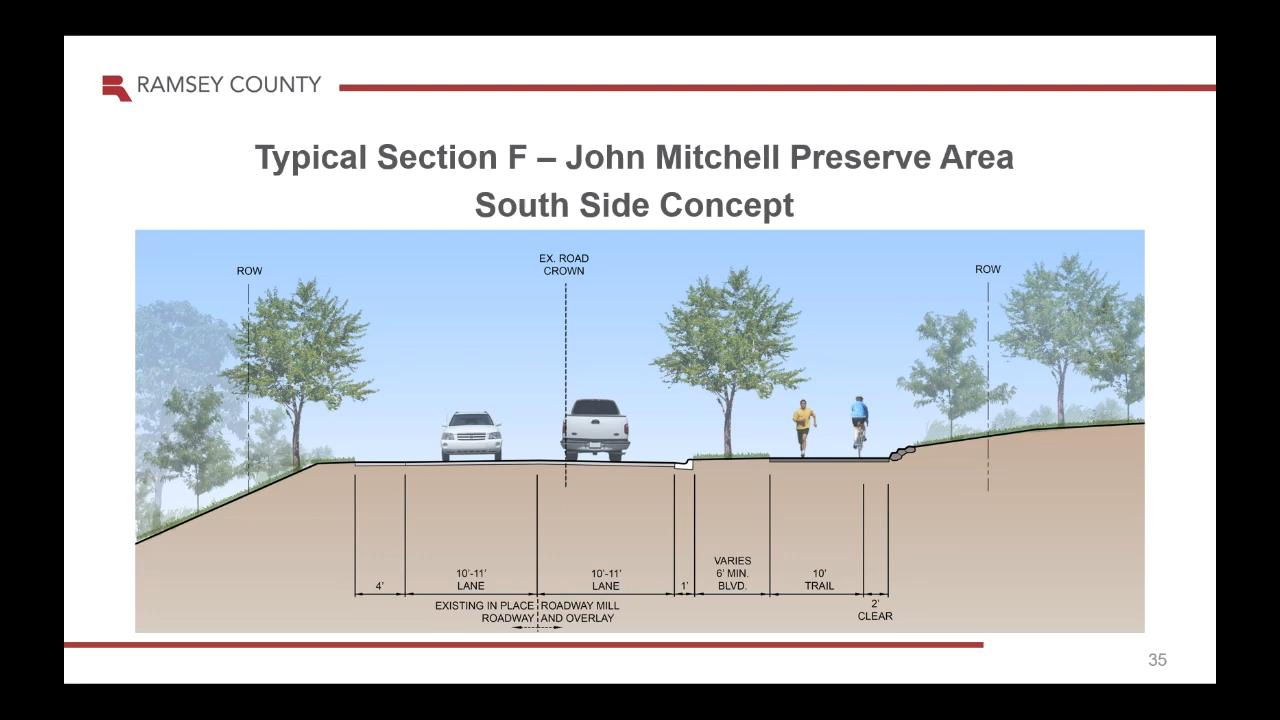 RAMSEY COUNTY
Typical Section F – John Mitchell Preserve Area
South Side Concept
ROW
EX. ROAD
CROWN
ROW
4'
10'-11'
LANE
10'-11'
LANE
1'
VARIES
6' MIN.
BLVD.
10'
TRAIL
2'
CLEAR
EXISTING IN PLACE
ROADWAY
ROADWAY MILL
AND OVERLAY
35